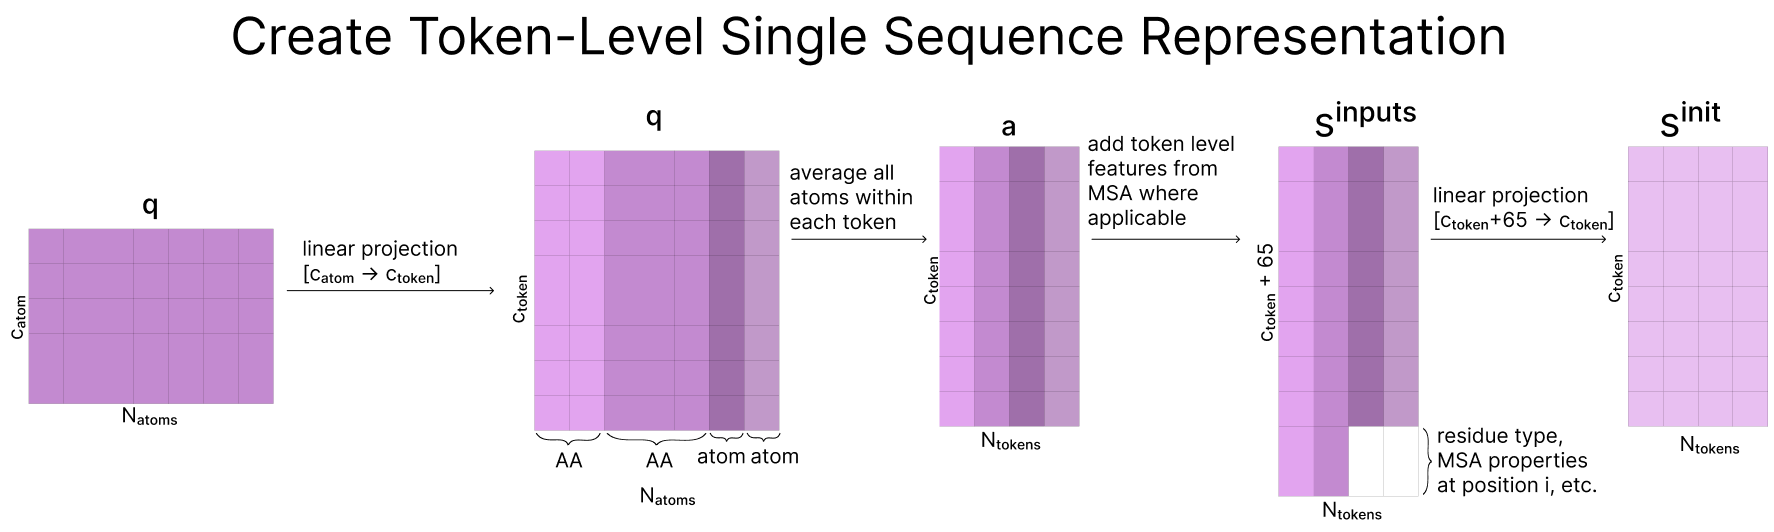 Create Token-Level Single Sequence Representation
q
c_atom
N_atoms
linear projection
[c_atom → c_token]
q
c_token
AA
AA
atom
atom
N_atoms
average all
atoms within
each token
a
c_token
N_tokens
add token level
features from
MSA where
applicable
s^inputs
c_token + 65
N_tokens
residue type,
MSA properties
at position i, etc.
linear projection
[c_token+65 → c_token]
s^init
c_token
N_tokens